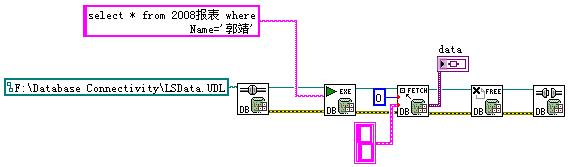 select * from 2008报表 where
Name='郭靖'
data
F:\Database Connectivity\LSData.UDL
EXE
0
FETCH
FREE
DB
DB
DB
DB
DB